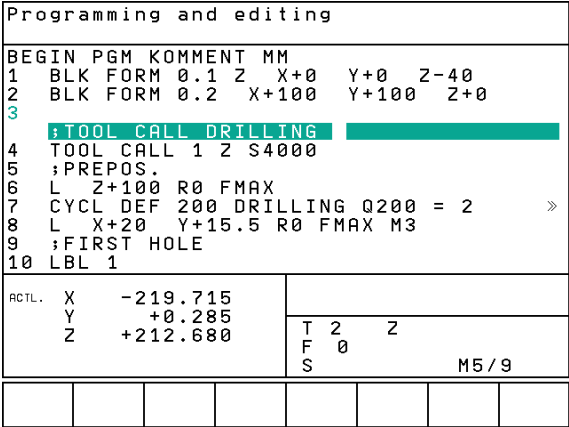 Programming and editing
BEGIN PGM KOMMENT MM
1 BLK FORM 0.1 Z X+0 Y+0 Z-40
2 BLK FORM 0.2 X+100 Y+100 Z+0
3
;TOOL CALL DRILLING
4 TOOL CALL 1 Z S4000
5 ;PREPOS.
6 L Z+100 R0 FMAX
7 CYCL DEF 200 DRILLING Q200 = 2 »
8 L X+20 Y+15.5 R0 FMAX M3
9 ;FIRST HOLE
10 LBL 1
ACTL. X -219.715
Y +0.285
Z +212.680
T 2 Z
F 0
S M5/9